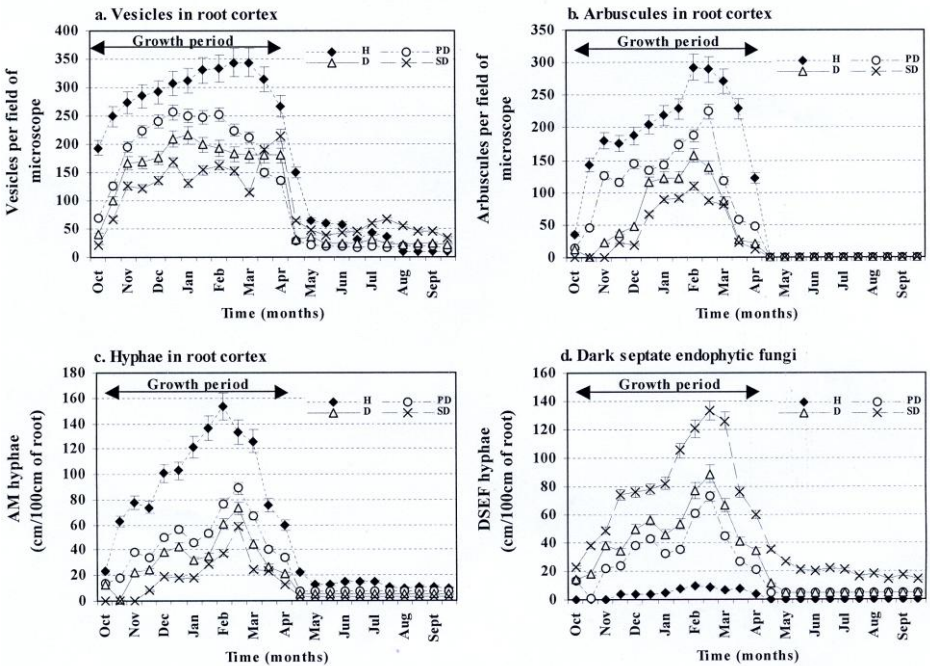 a. Vesicles in root cortex
Growth period
H PD
D SD
Vesicles per field of
microscope
400
350
300
250
200
150
100
50
0
Oct Nov Dec Jan Feb Mar Apr May Jun Jul Aug Sept
Time (months)
b. Arbuscules in root cortex
Growth period
H PD
D SD
Arbuscules per field of
microscope
350
300
250
200
150
100
50
0
Oct Nov Dec Jan Feb Mar Apr May Jun Jul Aug Sept
Time (months)
c. Hyphae in root cortex
Growth period
H PD
D SD
AM hyphae
(cm/100cm of root)
180
160
140
120
100
80
60
40
20
0
Oct Nov Dec Jan Feb Mar Apr May Jun Jul Aug Sept
Time (months)
d. Dark septate endophytic fungi
Growth period
H PD
D SD
DSEF hyphae
(cm/100cm of root)
160
140
120
100
80
60
40
20
0
Oct Nov Dec Jan Feb Mar Apr May Jun Jul Aug Sept
Time (months)